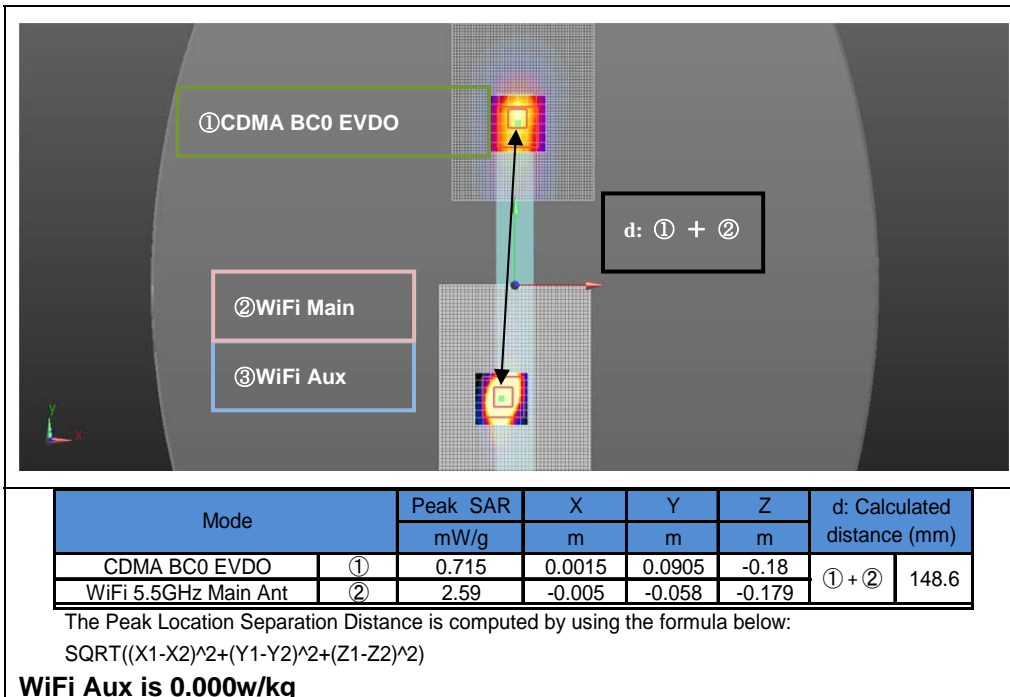 ①CDMA BC0 EVDO
d: ① + ②
②WiFi Main
③WiFi Aux
y
x
Mode Peak SAR X Y Z d: Calculated distance (mm)
mW/g m m m
CDMA BC0 EVDO ① 0.715 0.0015 0.0905 -0.18 ① + ② 148.6
WiFi 5.5GHz Main Ant ② 2.59 -0.005 -0.058 -0.179
The Peak Location Separation Distance is computed by using the formula below:
SQRT((X1-X2)^2+(Y1-Y2)^2+(Z1-Z2)^2)
WiFi Aux is 0.000w/kg